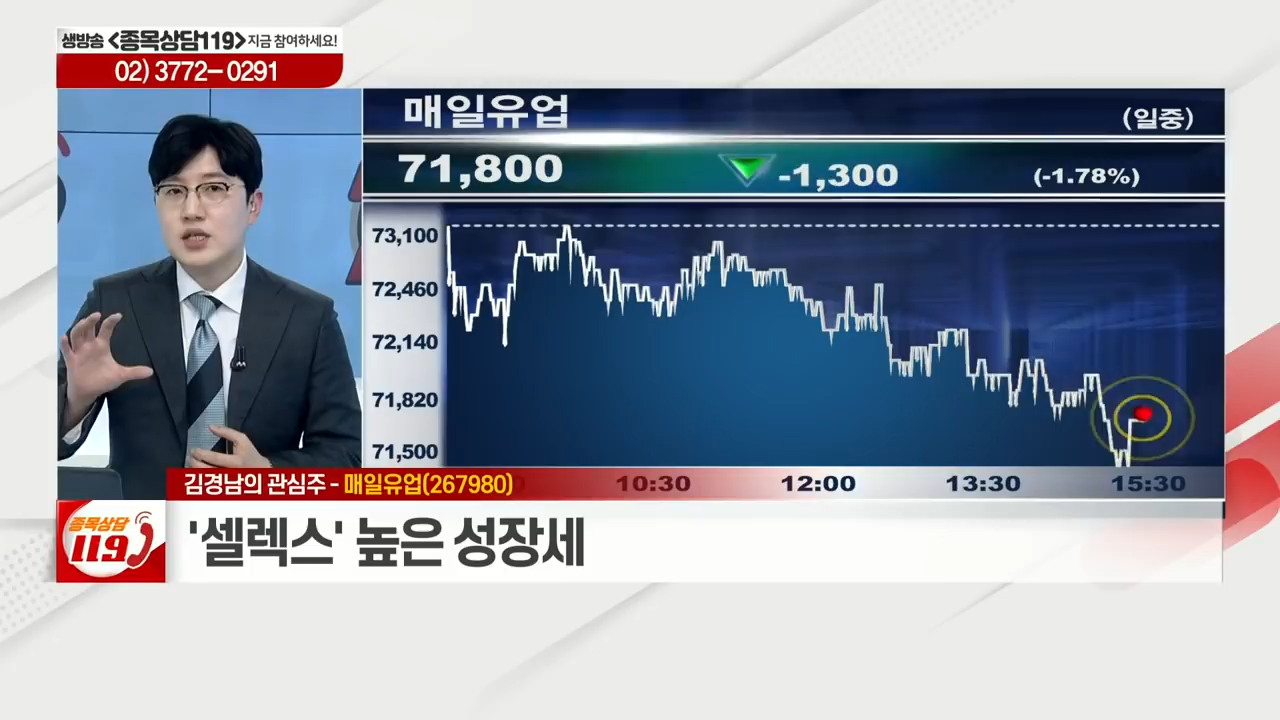 생방송 <종목상담119> 지금 참여하세요!
02) 3772-0291
매일유업
(일중)
71,800 ▼ -1,300 (-1.78%)
73,100
72,460
72,140
71,820
71,500
10:30 12:00 13:30 15:30
김경남의 관심주 - 매일유업(267980)
종목상담
119
'셀렉스' 높은 성장세